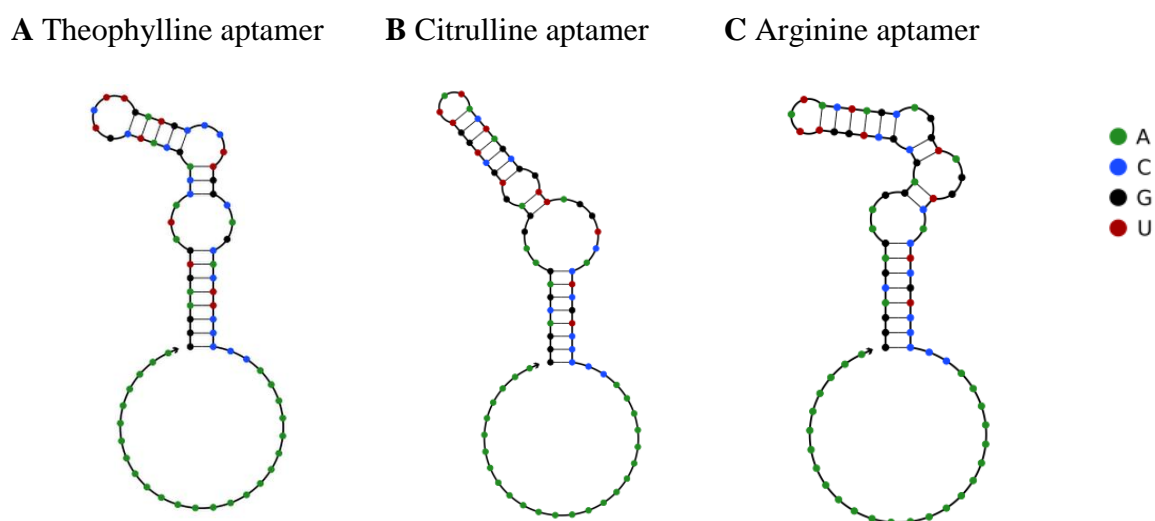 A Theophylline aptamer
B Citrulline aptamer
C Arginine aptamer
A
C
G
U